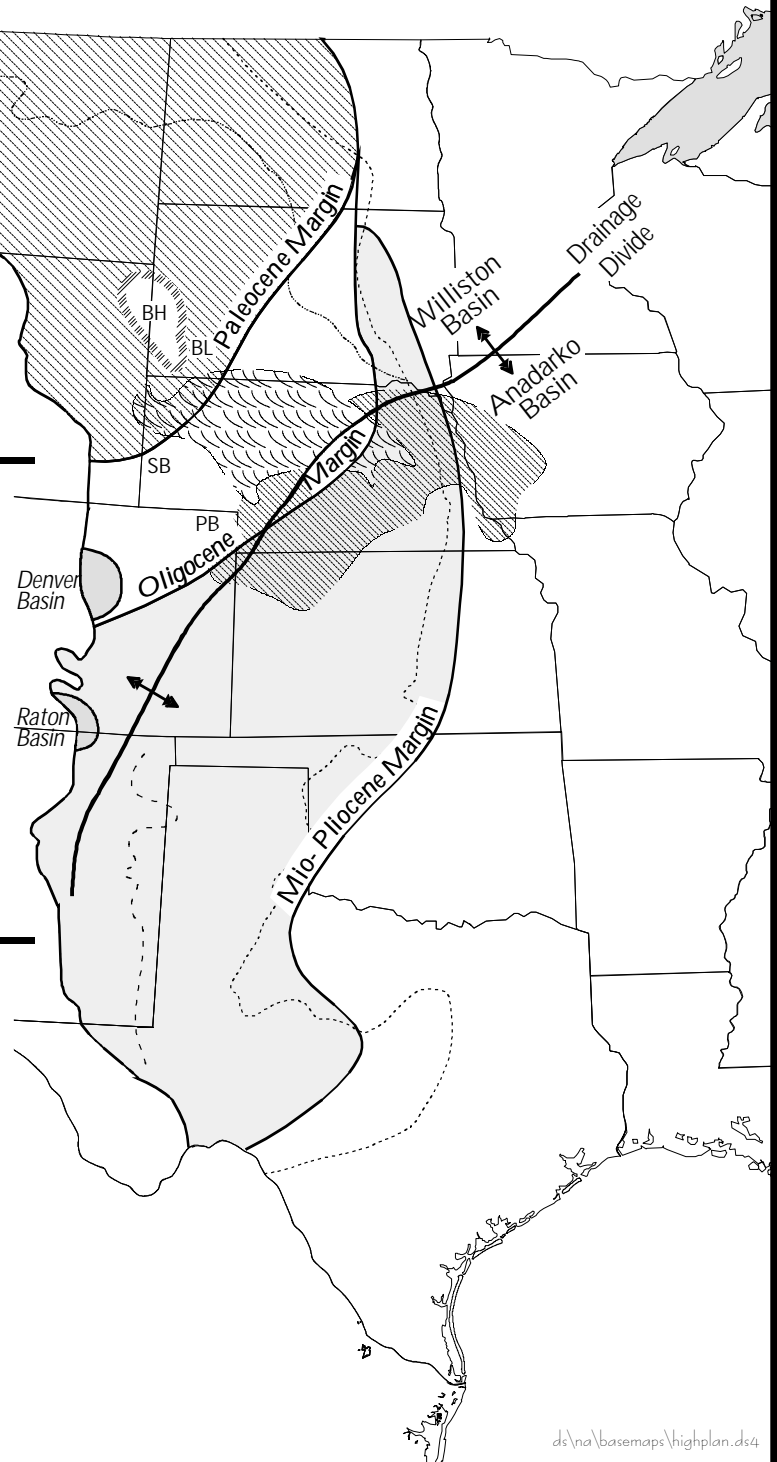 Paleocene Margin
Drainage
Divide
Williston
Basin
BH
BL
Anadarko
Basin
Margin
SB
PB
Oligocene
Denver
Basin
Raton
Basin
Mio- Pliocene Margin
ds\na\basemaps\highplan.ds4